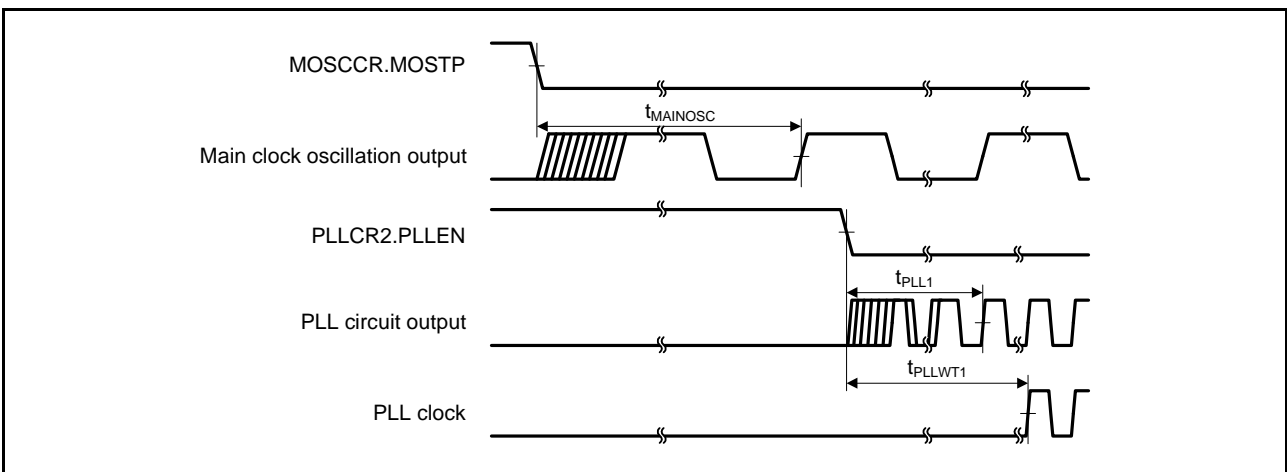 MOSCCR.MOSTP
tMAINOSC
Main clock oscillation output
PLLCR2.PLLEN
tPLL1
PLL circuit output
tPLLWT1
PLL clock